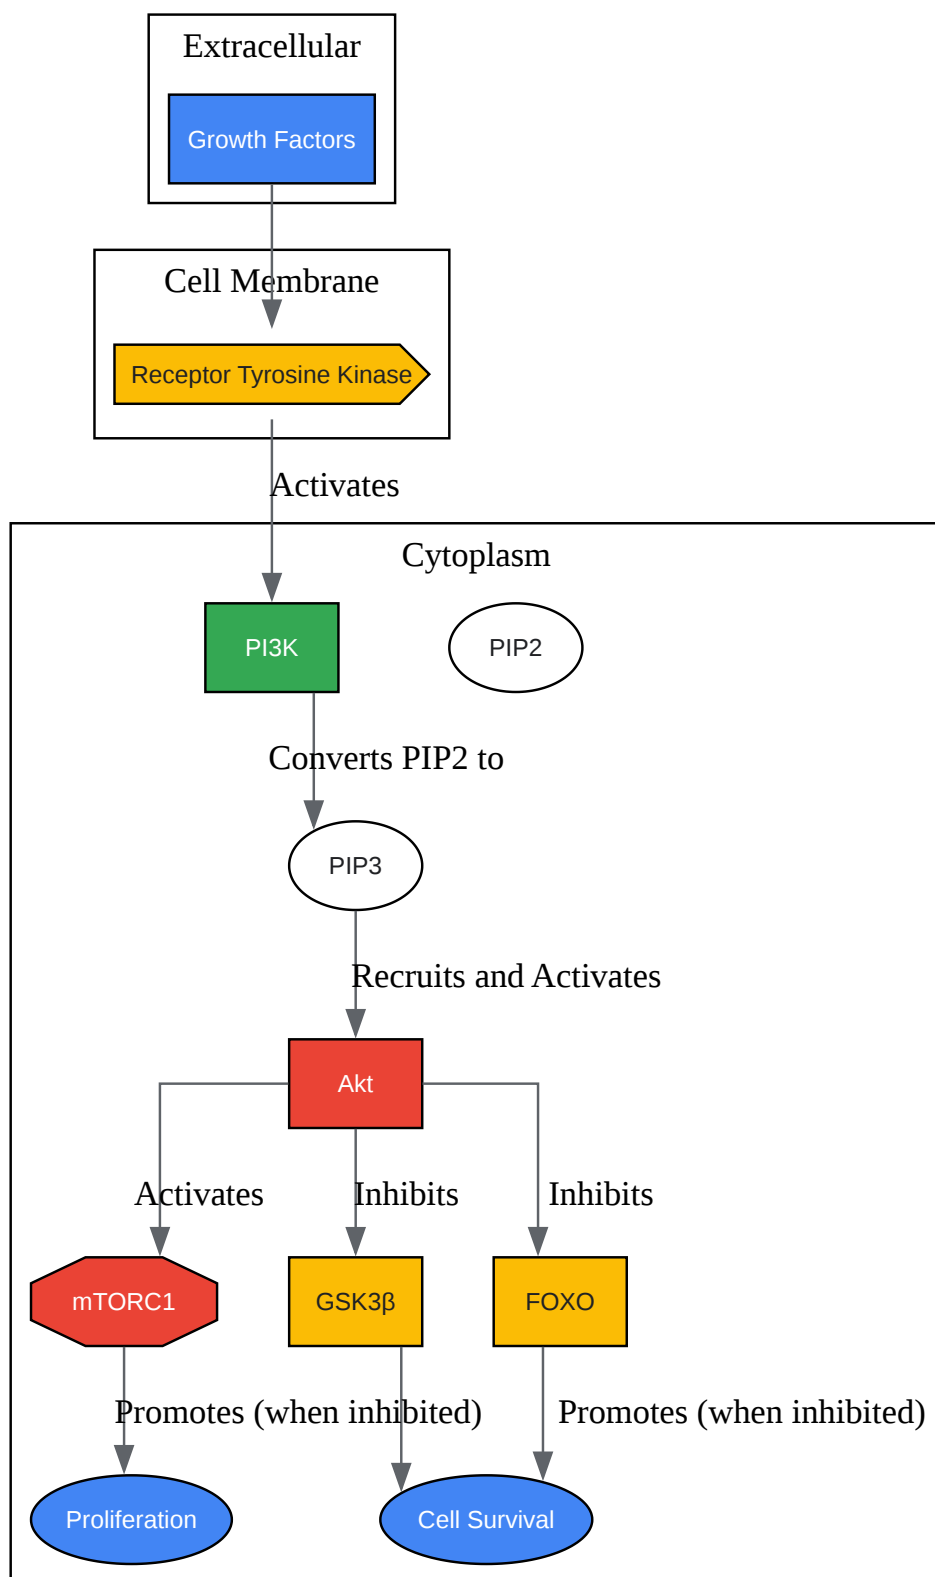 Extracellular
Growth Factors
Cell Membrane
Receptor Tyrosine Kinase
Activates
Cytoplasm
PI3K
PIP2
Converts PIP2 to
PIP3
Recruits and Activates
Akt
Activates
Inhibits
Inhibits
mTORC1
GSK3β
FOXO
Promotes (when inhibited)
Promotes (when inhibited)
Proliferation
Cell Survival